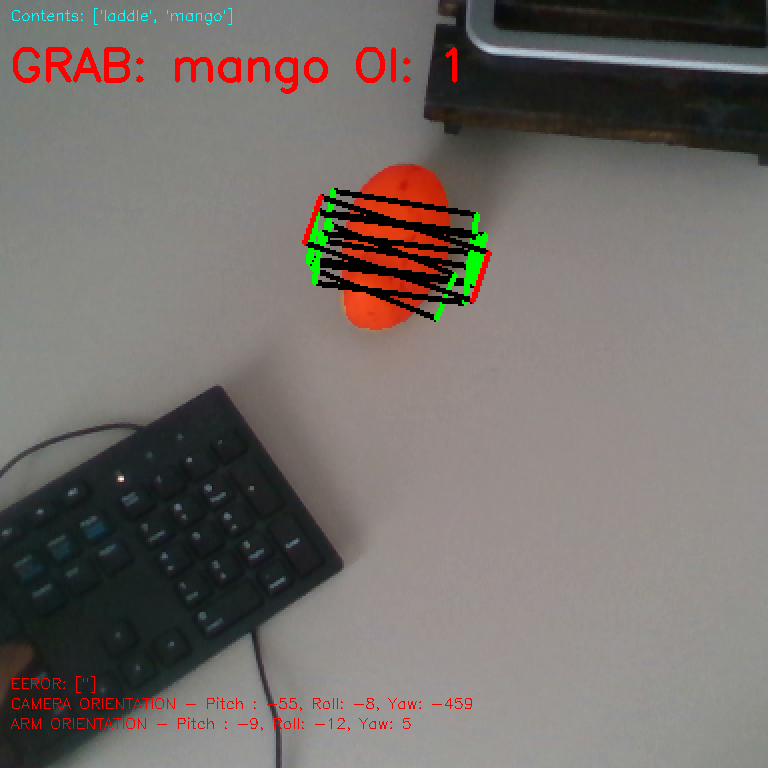 Contents: ['laddle', 'mango']
GRAB: mango OI: 1
EEROR: ['']
CAMERA ORIENTATION - Pitch : -55, Roll: -8, Yaw: -459
ARM ORIENTATION - Pitch : -9, Roll: -12, Yaw: 5